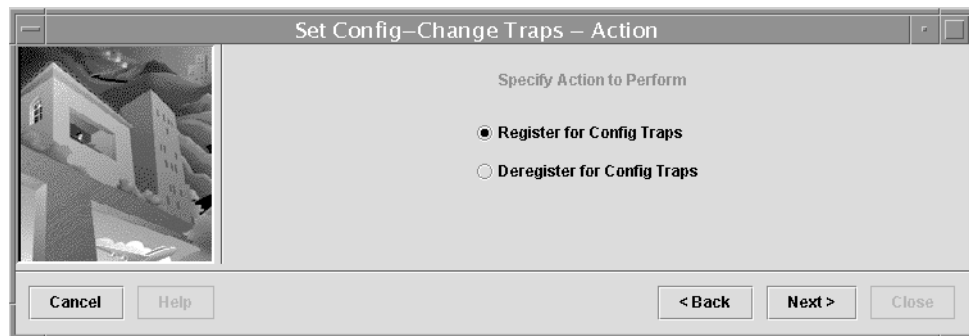 Set Config–Change Traps – Action
Specify Action to Perform
Register for Config Traps
Deregister for Config Traps
Cancel Help < Back Next > Close